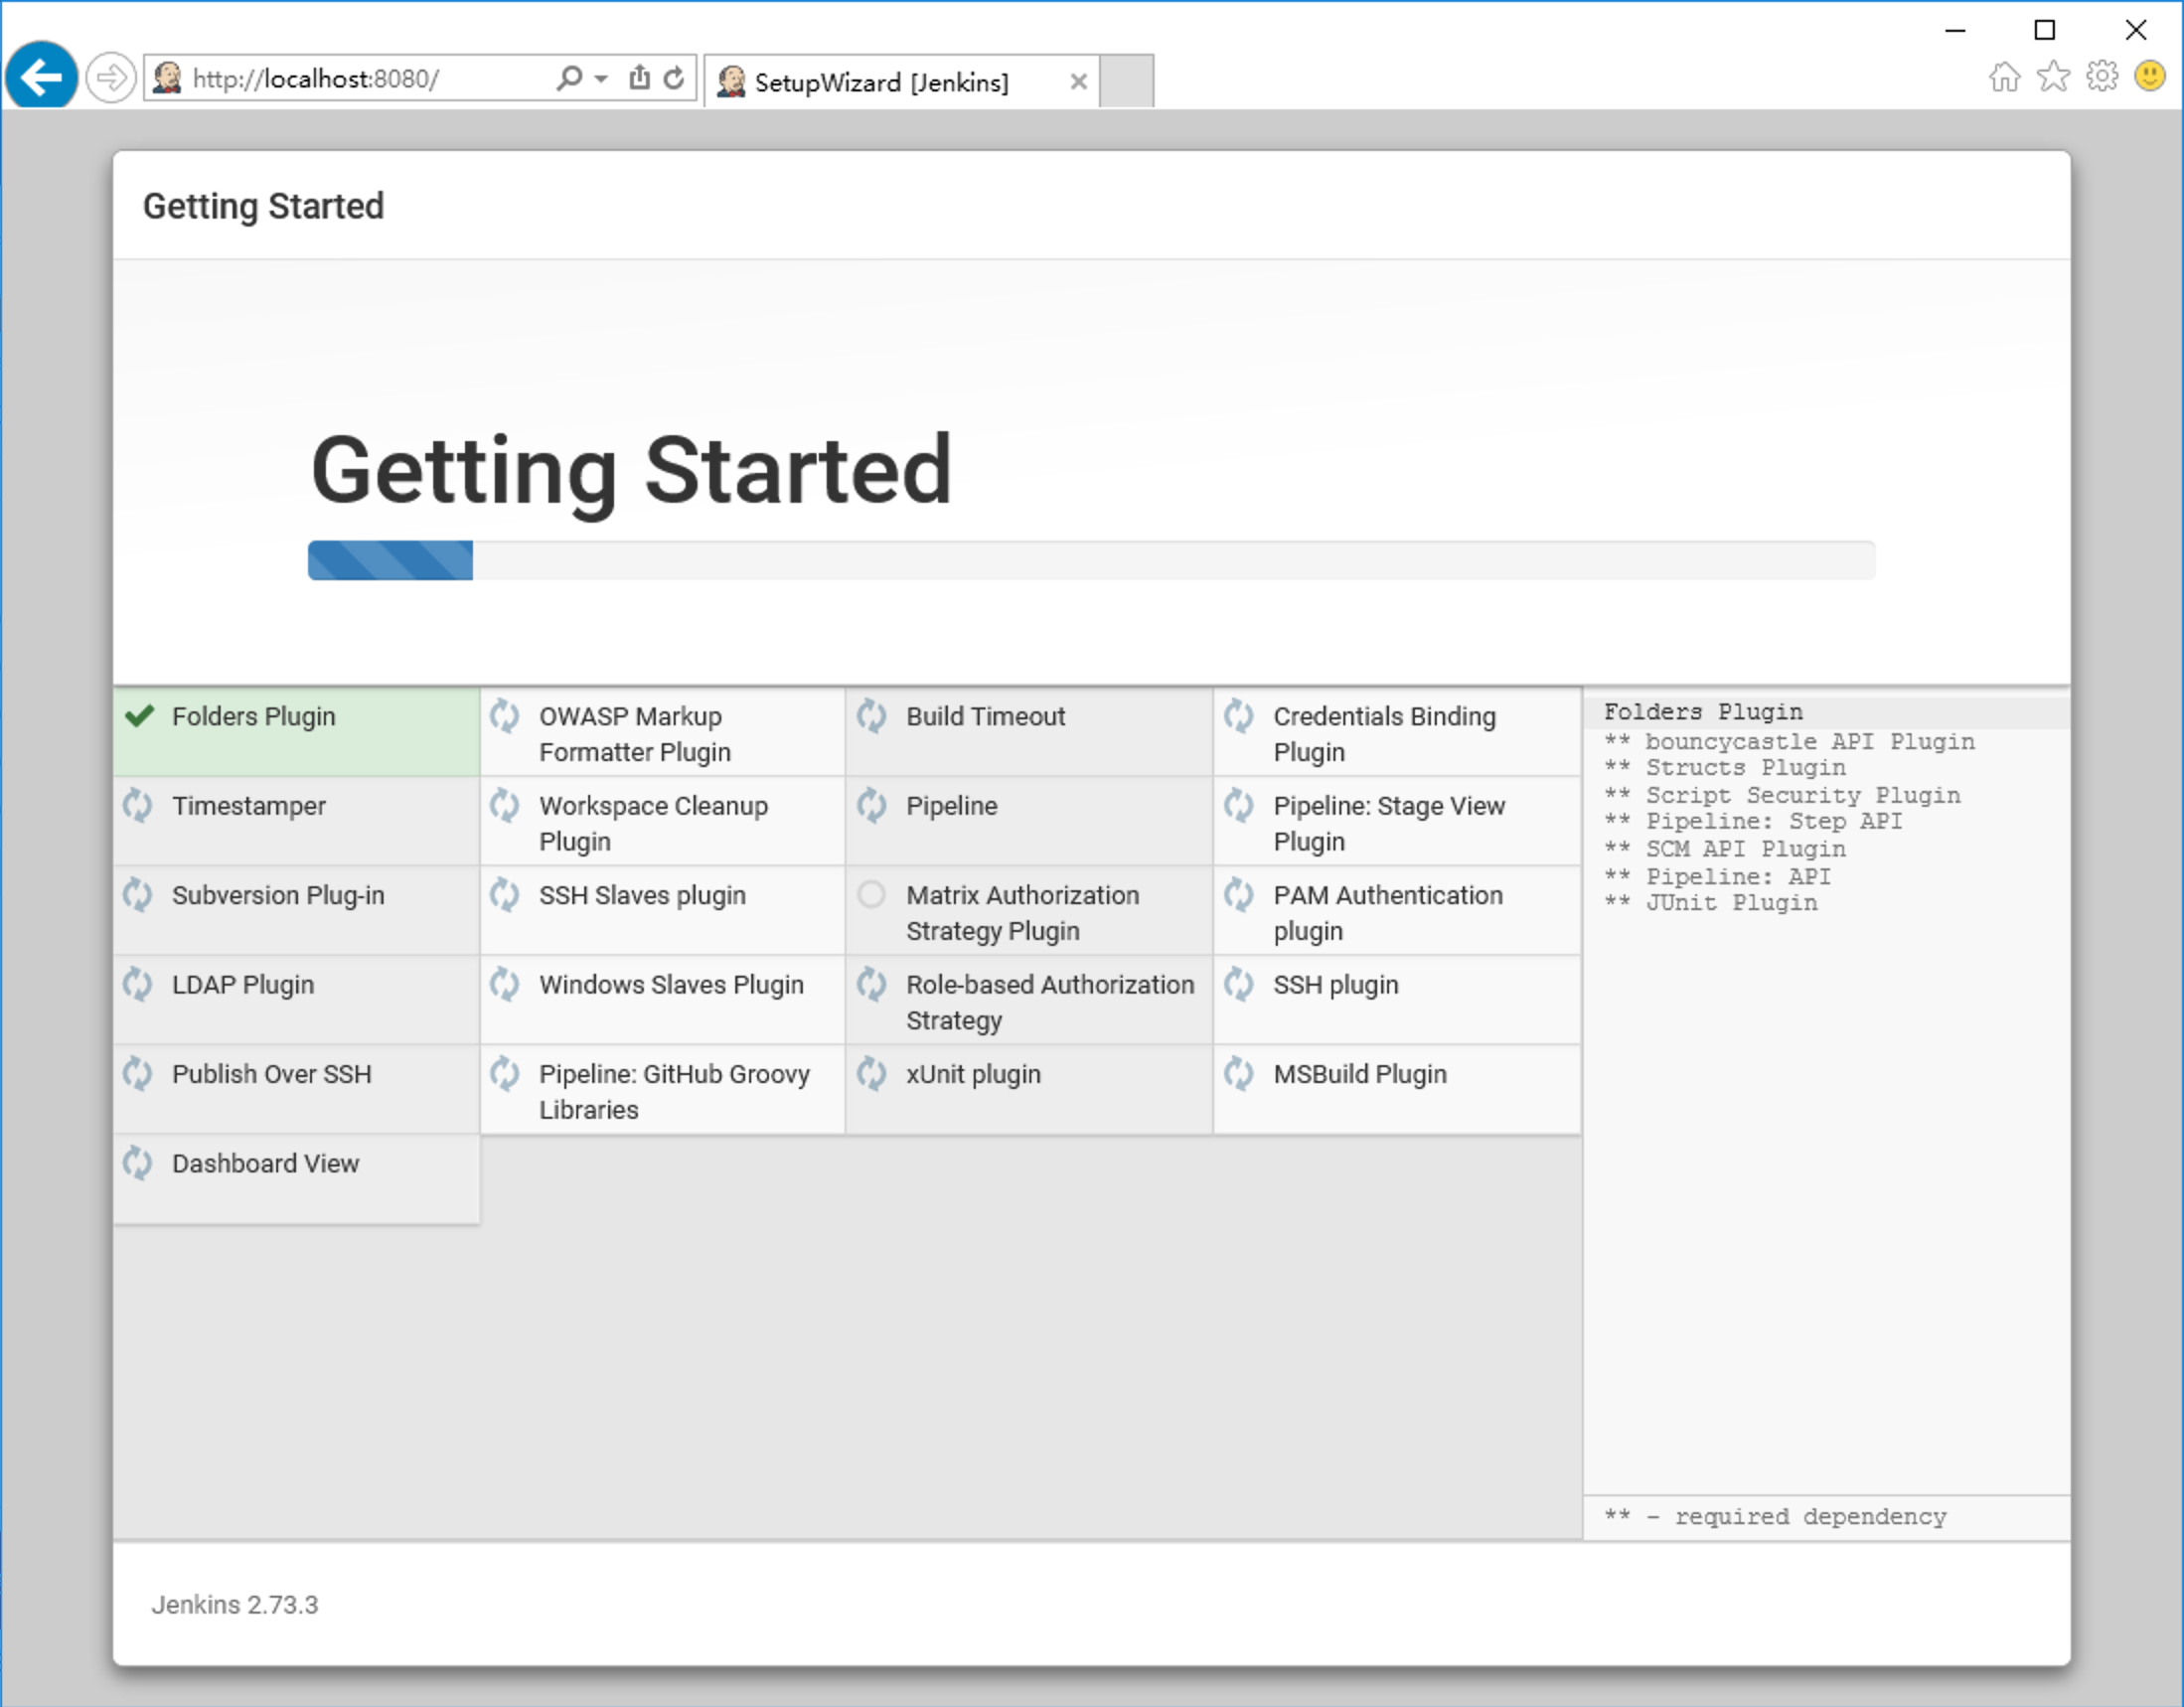 http://localhost:8080/
SetupWizard [Jenkins]
Getting Started
Getting Started
Folders Plugin
OWASP Markup
Formatter Plugin
Build Timeout
Credentials Binding
Plugin
Timestamper
Workspace Cleanup
Plugin
Pipeline
Pipeline: Stage View
Plugin
Subversion Plug-in
SSH Slaves plugin
Matrix Authorization
Strategy Plugin
PAM Authentication
plugin
LDAP Plugin
Windows Slaves Plugin
Role-based Authorization
Strategy
SSH plugin
Publish Over SSH
Pipeline: GitHub Groovy
Libraries
xUnit plugin
MSBuild Plugin
Dashboard View
Folders Plugin
** bouncycastle API Plugin
** Structs Plugin
** Script Security Plugin
** Pipeline: Step API
** SCM API Plugin
** Pipeline: API
** JUnit Plugin
** - required dependency
Jenkins 2.73.3